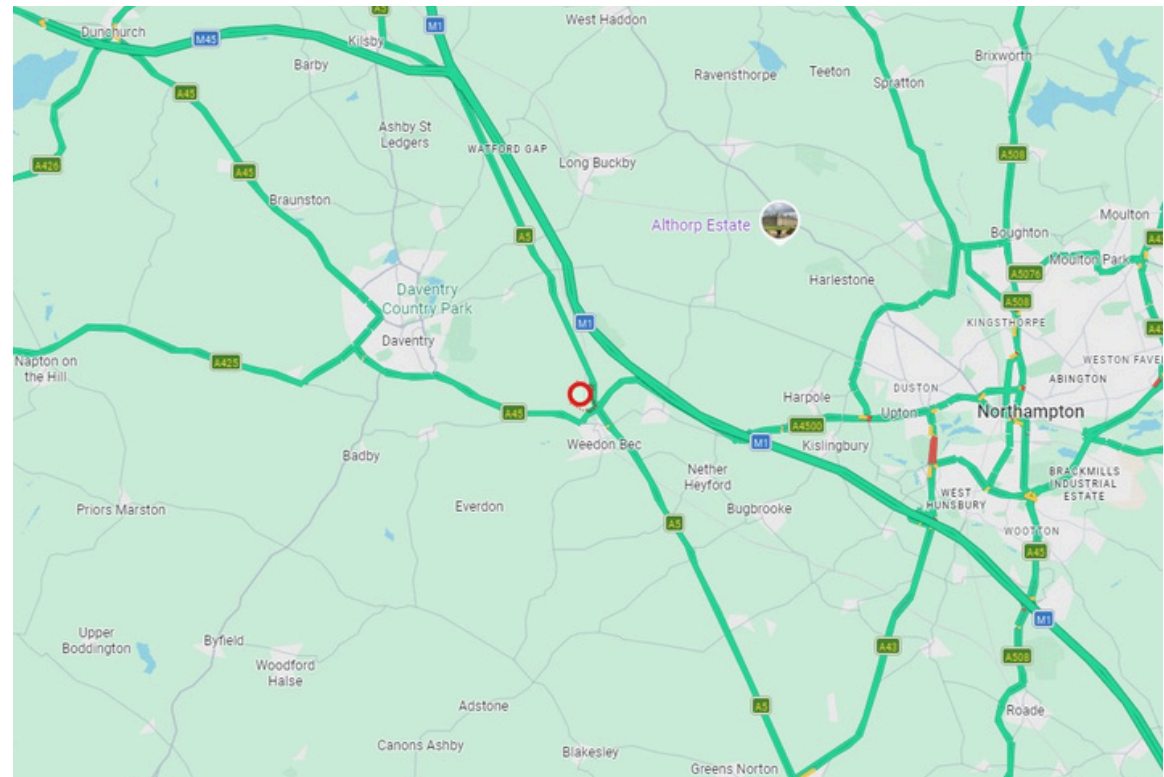 A5
M1
West Haddon
Dunchurch
M45
Kilsby
Barby
Ravensthorpe
Teeton
Spratton
Brixworth
A45
Ashby St
Ledgers
WATFORD GAP
Long Buckby
A508
A426
A45
Braunston
Althorp Estate
Moulton
A5
Boughton
Moulton Park
A5076
Harlestone
Daventry
Country Park
A508
M1
KINGSTHORPE
Daventry
Napton on
the Hill
A425
WESTON FAVE
ABINGTON
DUSTON
Harpole
Upton
Northampton
A45
A4500
M1
Kislingbury
Weedon Bec
Badby
Nether
Heyford
BRACKMILLS
INDUSTRIAL
ESTATE
WEST
HUNSBURY
Everdon
Bugbrooke
Priors Marston
A5
WOOTTON
A45
M1
Upper
Boddington
Byfield
Woodford
Halse
A43
A508
Adstone
A5
Roade
Canons Ashby
Blakesley
Greens Norton